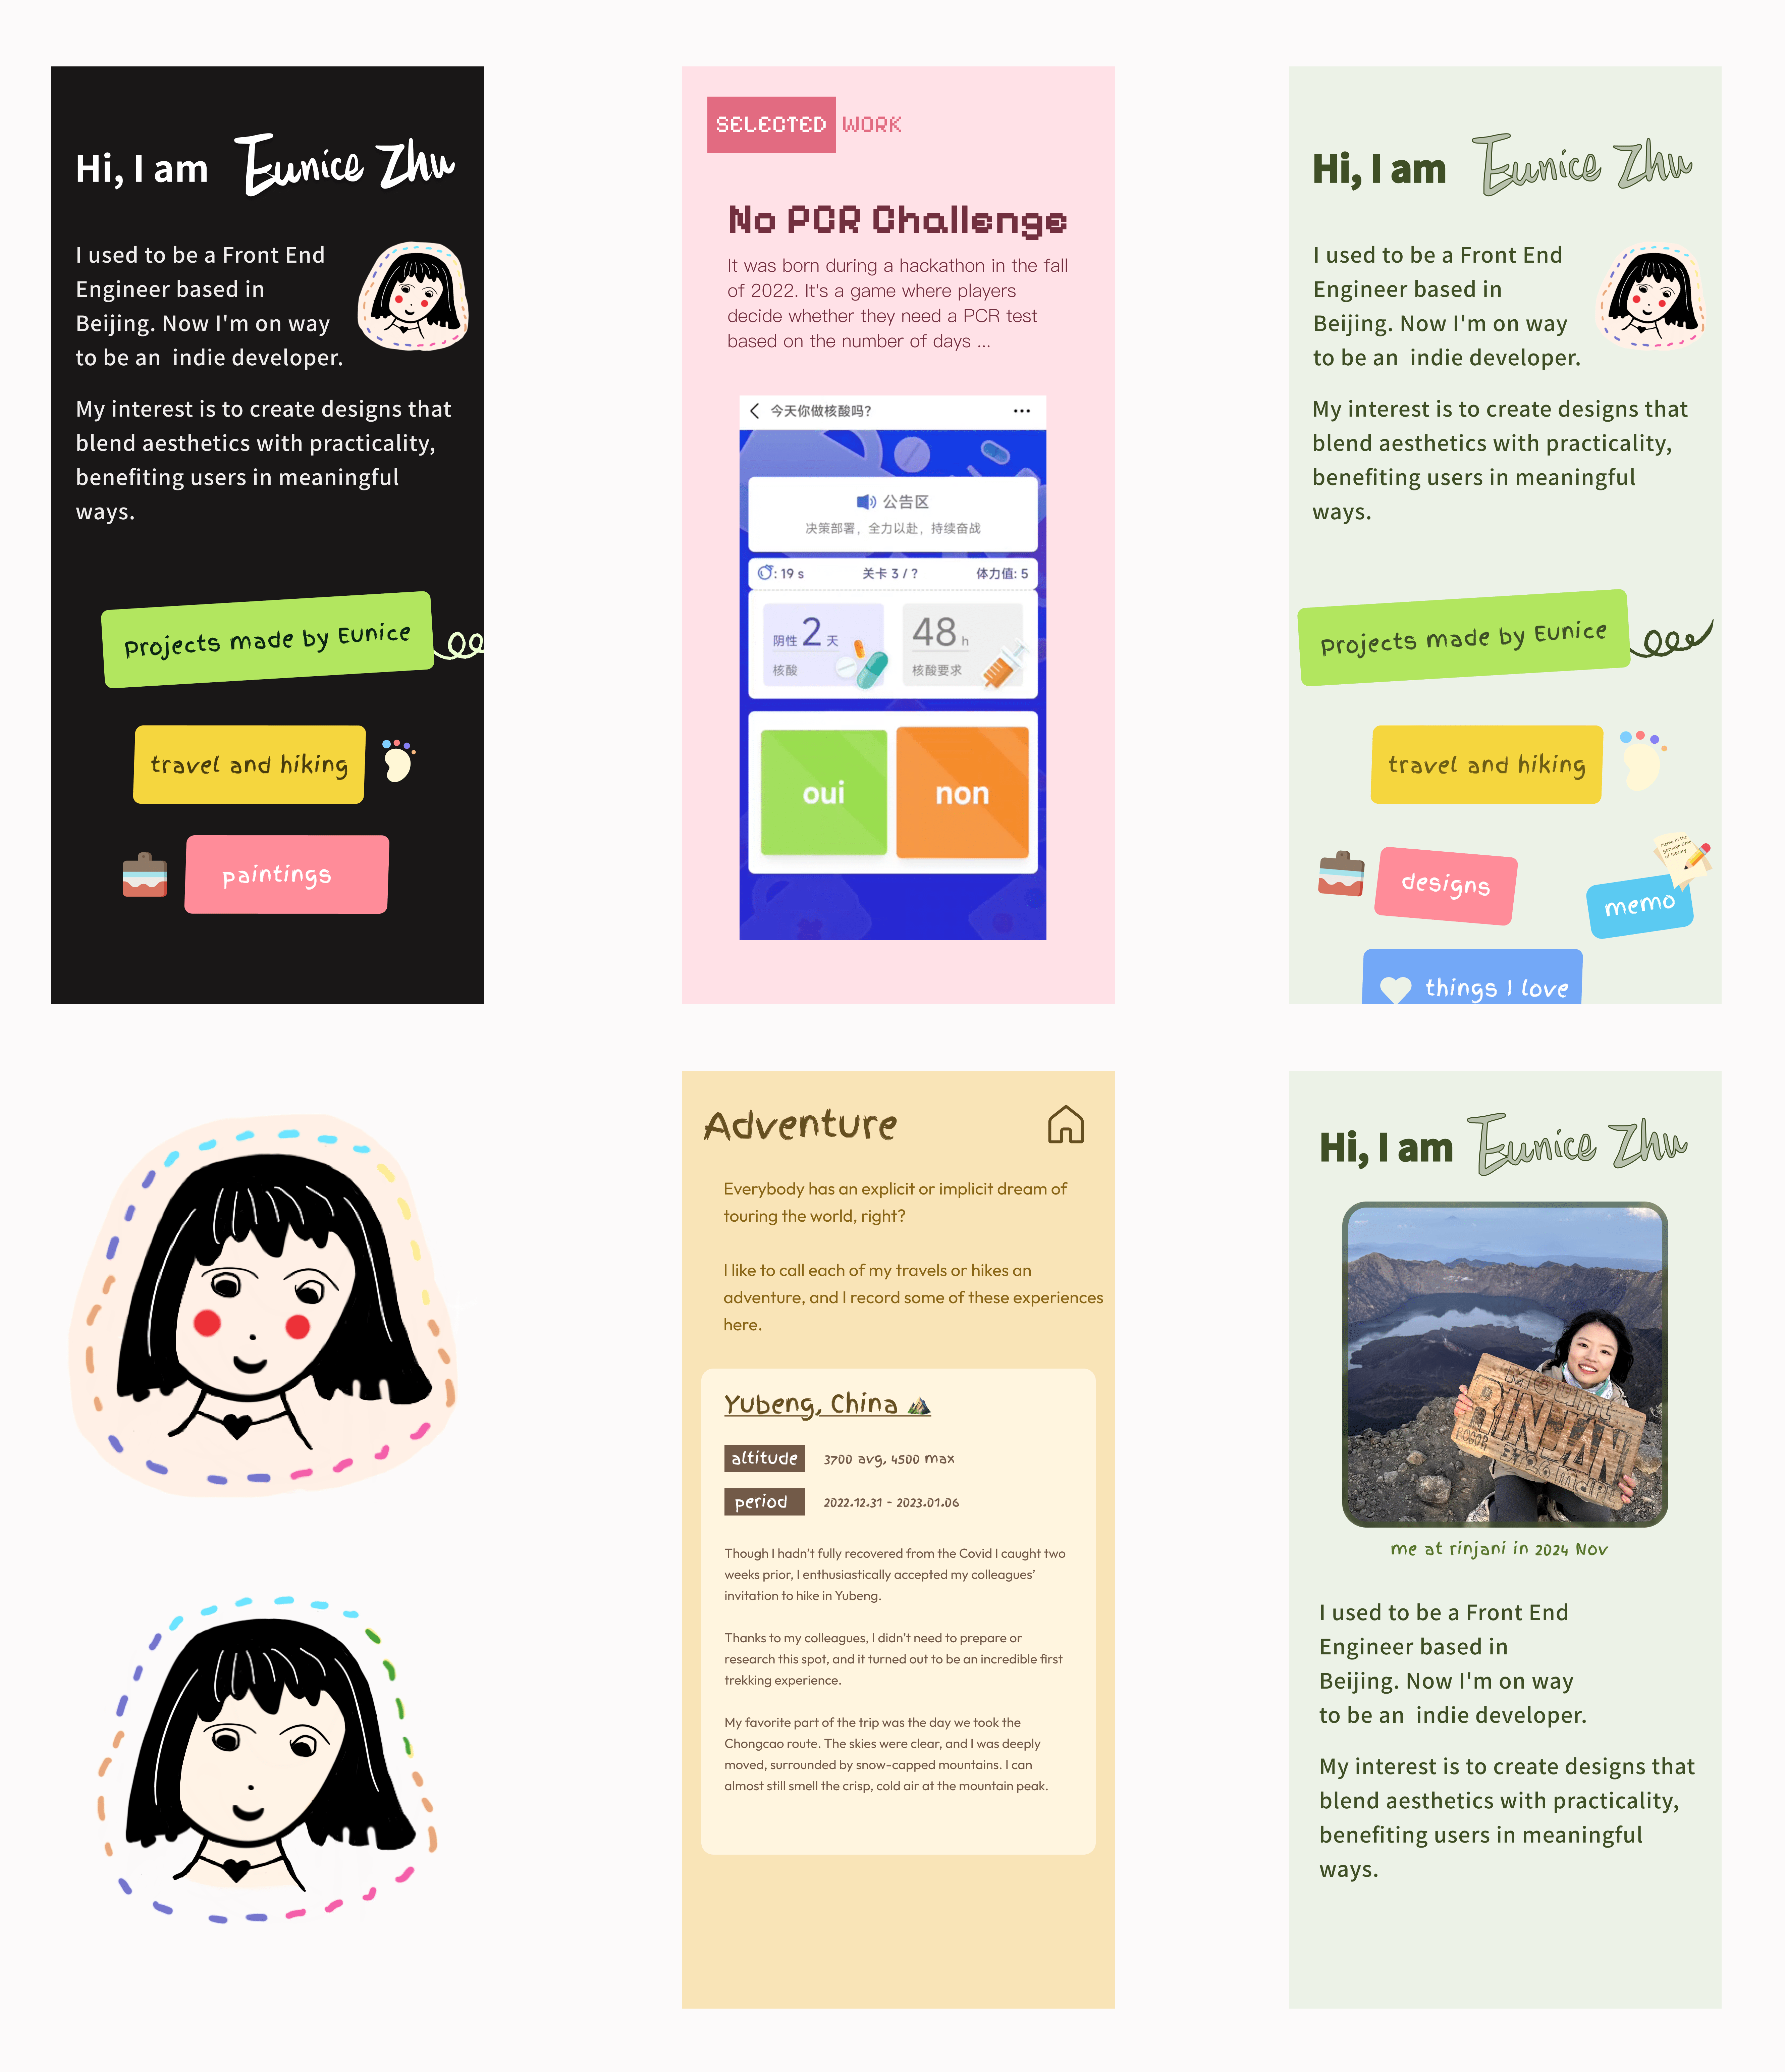 Hi, I am Eunice Zhu
I used to be a Front End
Engineer based in
Beijing. Now I'm on way
to be an indie developer.
My interest is to create designs that
blend aesthetics with practicality,
benefiting users in meaningful
ways.
Projects made by Eunice
travel and hiking
paintings
SELECTED WORK
No PCR Challenge
It was born during a hackathon in the fall
of 2022. It's a game where players
decide whether they need a PCR test
based on the number of days ...
今天你做核酸吗?
公告区
决策部署，全力以赴，持续奋战
: 19 s 关卡 3 / ? 体力值: 5
阴性 2 天
核酸
48 h
核酸要求
oui
non
Hi, I am Eunice Zhu
I used to be a Front End
Engineer based in
Beijing. Now I'm on way
to be an indie developer.
My interest is to create designs that
blend aesthetics with practicality,
benefiting users in meaningful
ways.
Projects made by Eunice
travel and hiking
memo in the
garbage time
of history
designs
memo
things I love
Adventure
Everybody has an explicit or implicit dream of
touring the world, right?
I like to call each of my travels or hikes an
adventure, and I record some of these experiences
here.
Yubeng, China
altitude 3700 avg, 4500 max
period 2022.12.31 - 2023.01.06
Though I hadn’t fully recovered from the Covid I caught two
weeks prior, I enthusiastically accepted my colleagues’
invitation to hike in Yubeng.
Thanks to my colleagues, I didn’t need to prepare or
research this spot, and it turned out to be an incredible first
trekking experience.
My favorite part of the trip was the day we took the
Chongcao route. The skies were clear, and I was deeply
moved, surrounded by snow-capped mountains. I can
almost still smell the crisp, cold air at the mountain peak.
Hi, I am Eunice Zhu
RINJANI
3726 mdpl
me at rinjani in 2024 Nov
I used to be a Front End
Engineer based in
Beijing. Now I'm on way
to be an indie developer.
My interest is to create designs that
blend aesthetics with practicality,
benefiting users in meaningful
ways.